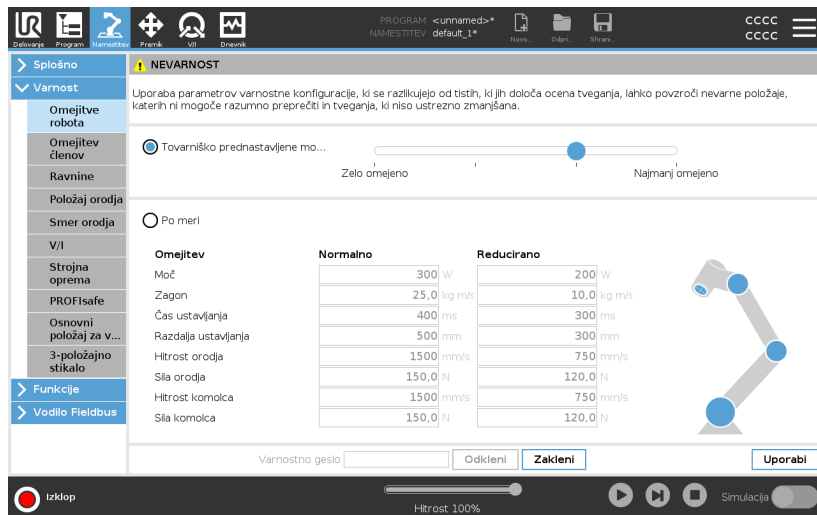 PROGRAM <unnamed>*
NAMESTITEV default_1*
CCCC
CCCC
Delovanje Program Namestitev Premik V/I Dnevnik Novo... Odpri... Shrani...
Splošno
Varnost
Omejitve
robota
Omejitev
členov
Ravnine
Položaj orodja
Smer orodja
V/I
Strojna
oprema
PROFIsafe
Osnovni
položaj za v...
3-položajno
stikalo
Funkcije
Vodilo Fieldbus
NEVARNOST
Uporaba parametrov varnostne konfiguracije, ki se razlikujejo od tistih, ki jih določa ocena tveganja, lahko povzroči nevarne položaje,
katerih ni mogoče razumno preprečiti in tveganja, ki niso ustrezno zmanjšana.
Tovarniško prednastavljene mo...
Zelo omejeno Najmanj omejeno
Po meri
Omejitev Normalno Reducirano
Moč 300 W 200 W
Zagon 25,0 kg m/s 10,0 kg m/s
Čas ustavljanja 400 ms 300 ms
Razdalja ustavljanja 500 mm 300 mm
Hitrost orodja 1500 mm/s 750 mm/s
Sila orodja 150,0 N 120,0 N
Hitrost komolca 1500 mm/s 750 mm/s
Sila komolca 150,0 N 120,0 N
Varnostno geslo Odkleni Zakleni Uporabi
Izklop
Hitrost 100%
Simulacija